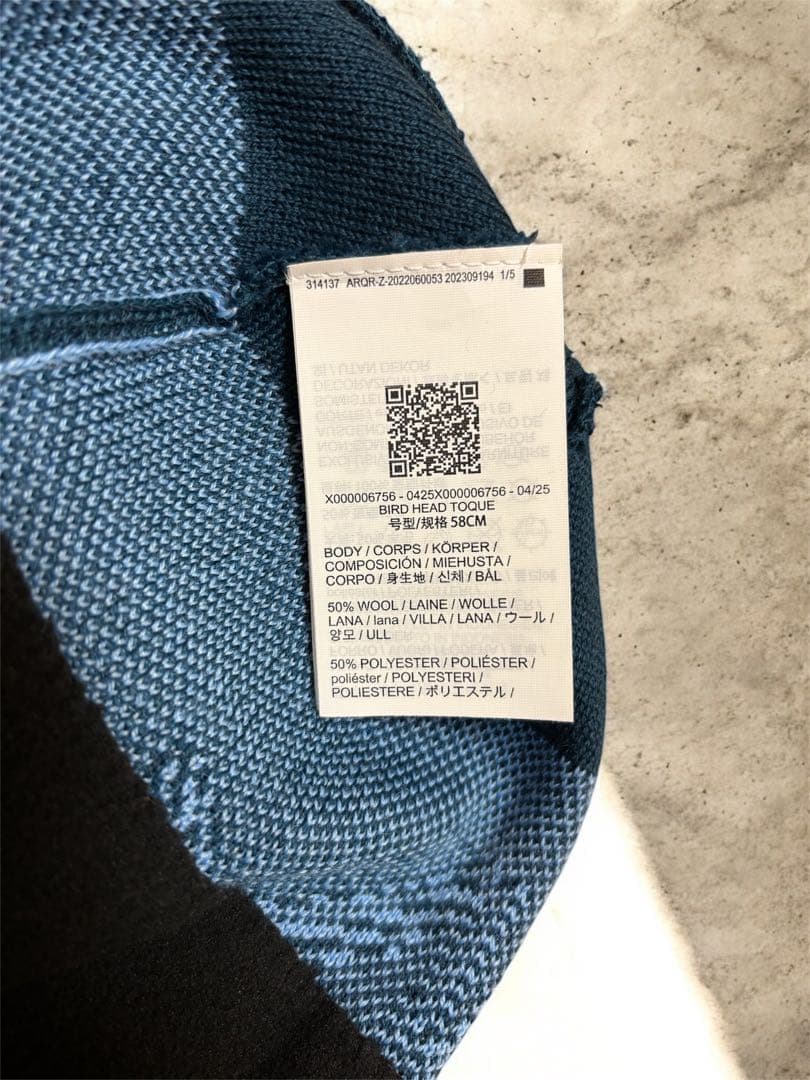 314137 ARQR-Z-2022060053 202309194 1/5
X000006756 - 0425X000006756 - 04/25
BIRD HEAD TOQUE
号型/规格 58CM
BODY / CORPS / KÖRPER /
COMPOSICIÓN / MIEHUSTA /
CORPO / 身生地 / 신체 / BÅL
50% WOOL / LAINE / WOLLE /
LANA / lana / VILLA / LANA / ウール /
양모 / ULL
50% POLYESTER / POLIÉSTER /
poliéster / POLYESTERI /
POLIESTERE / ポリエステル /